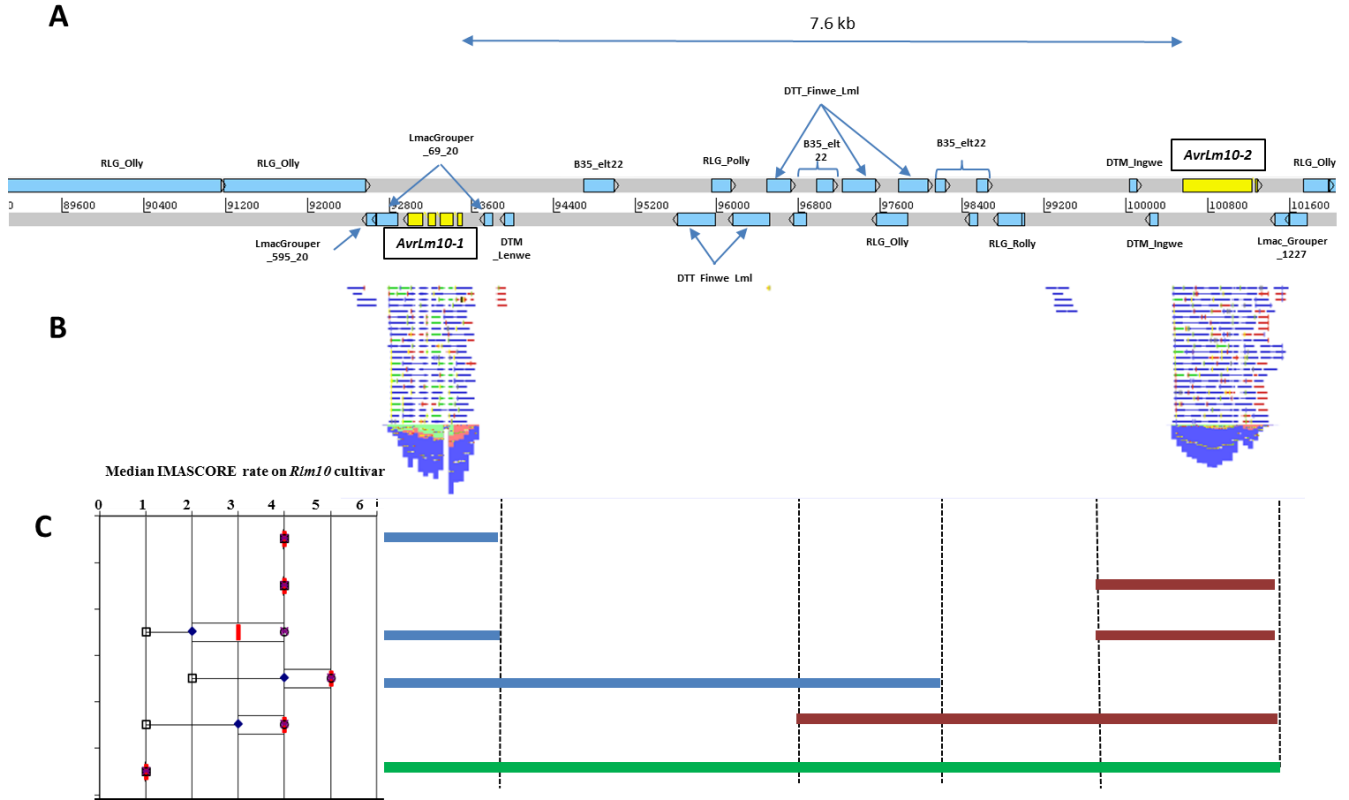 A
7.6 kb
DTT_Finwe_Lml
LmacGrouper
_69_20
RLG_Olly
RLG_Olly
B35_elt22
RLG_Polly
B35_elt
22
B35_elt22
DTM_Ingwe
AvrLm10-2
RLG_Olly
0 89600 90400 91200 92000 92800 93600 94400 95200 96000 96800 97600 98400 99200 100000 100800 101600
LmacGrouper
_595_20
AvrLm10-1
DTM
_Lenwe
DTT_Finwe_Lml
RLG_Olly
RLG_Rolly
DTM_Ingwe
Lmac_Grouper
_1227
B
Median IMASCORE rate on Rlm10 cultivar
0 1 2 3 4 5 6
C